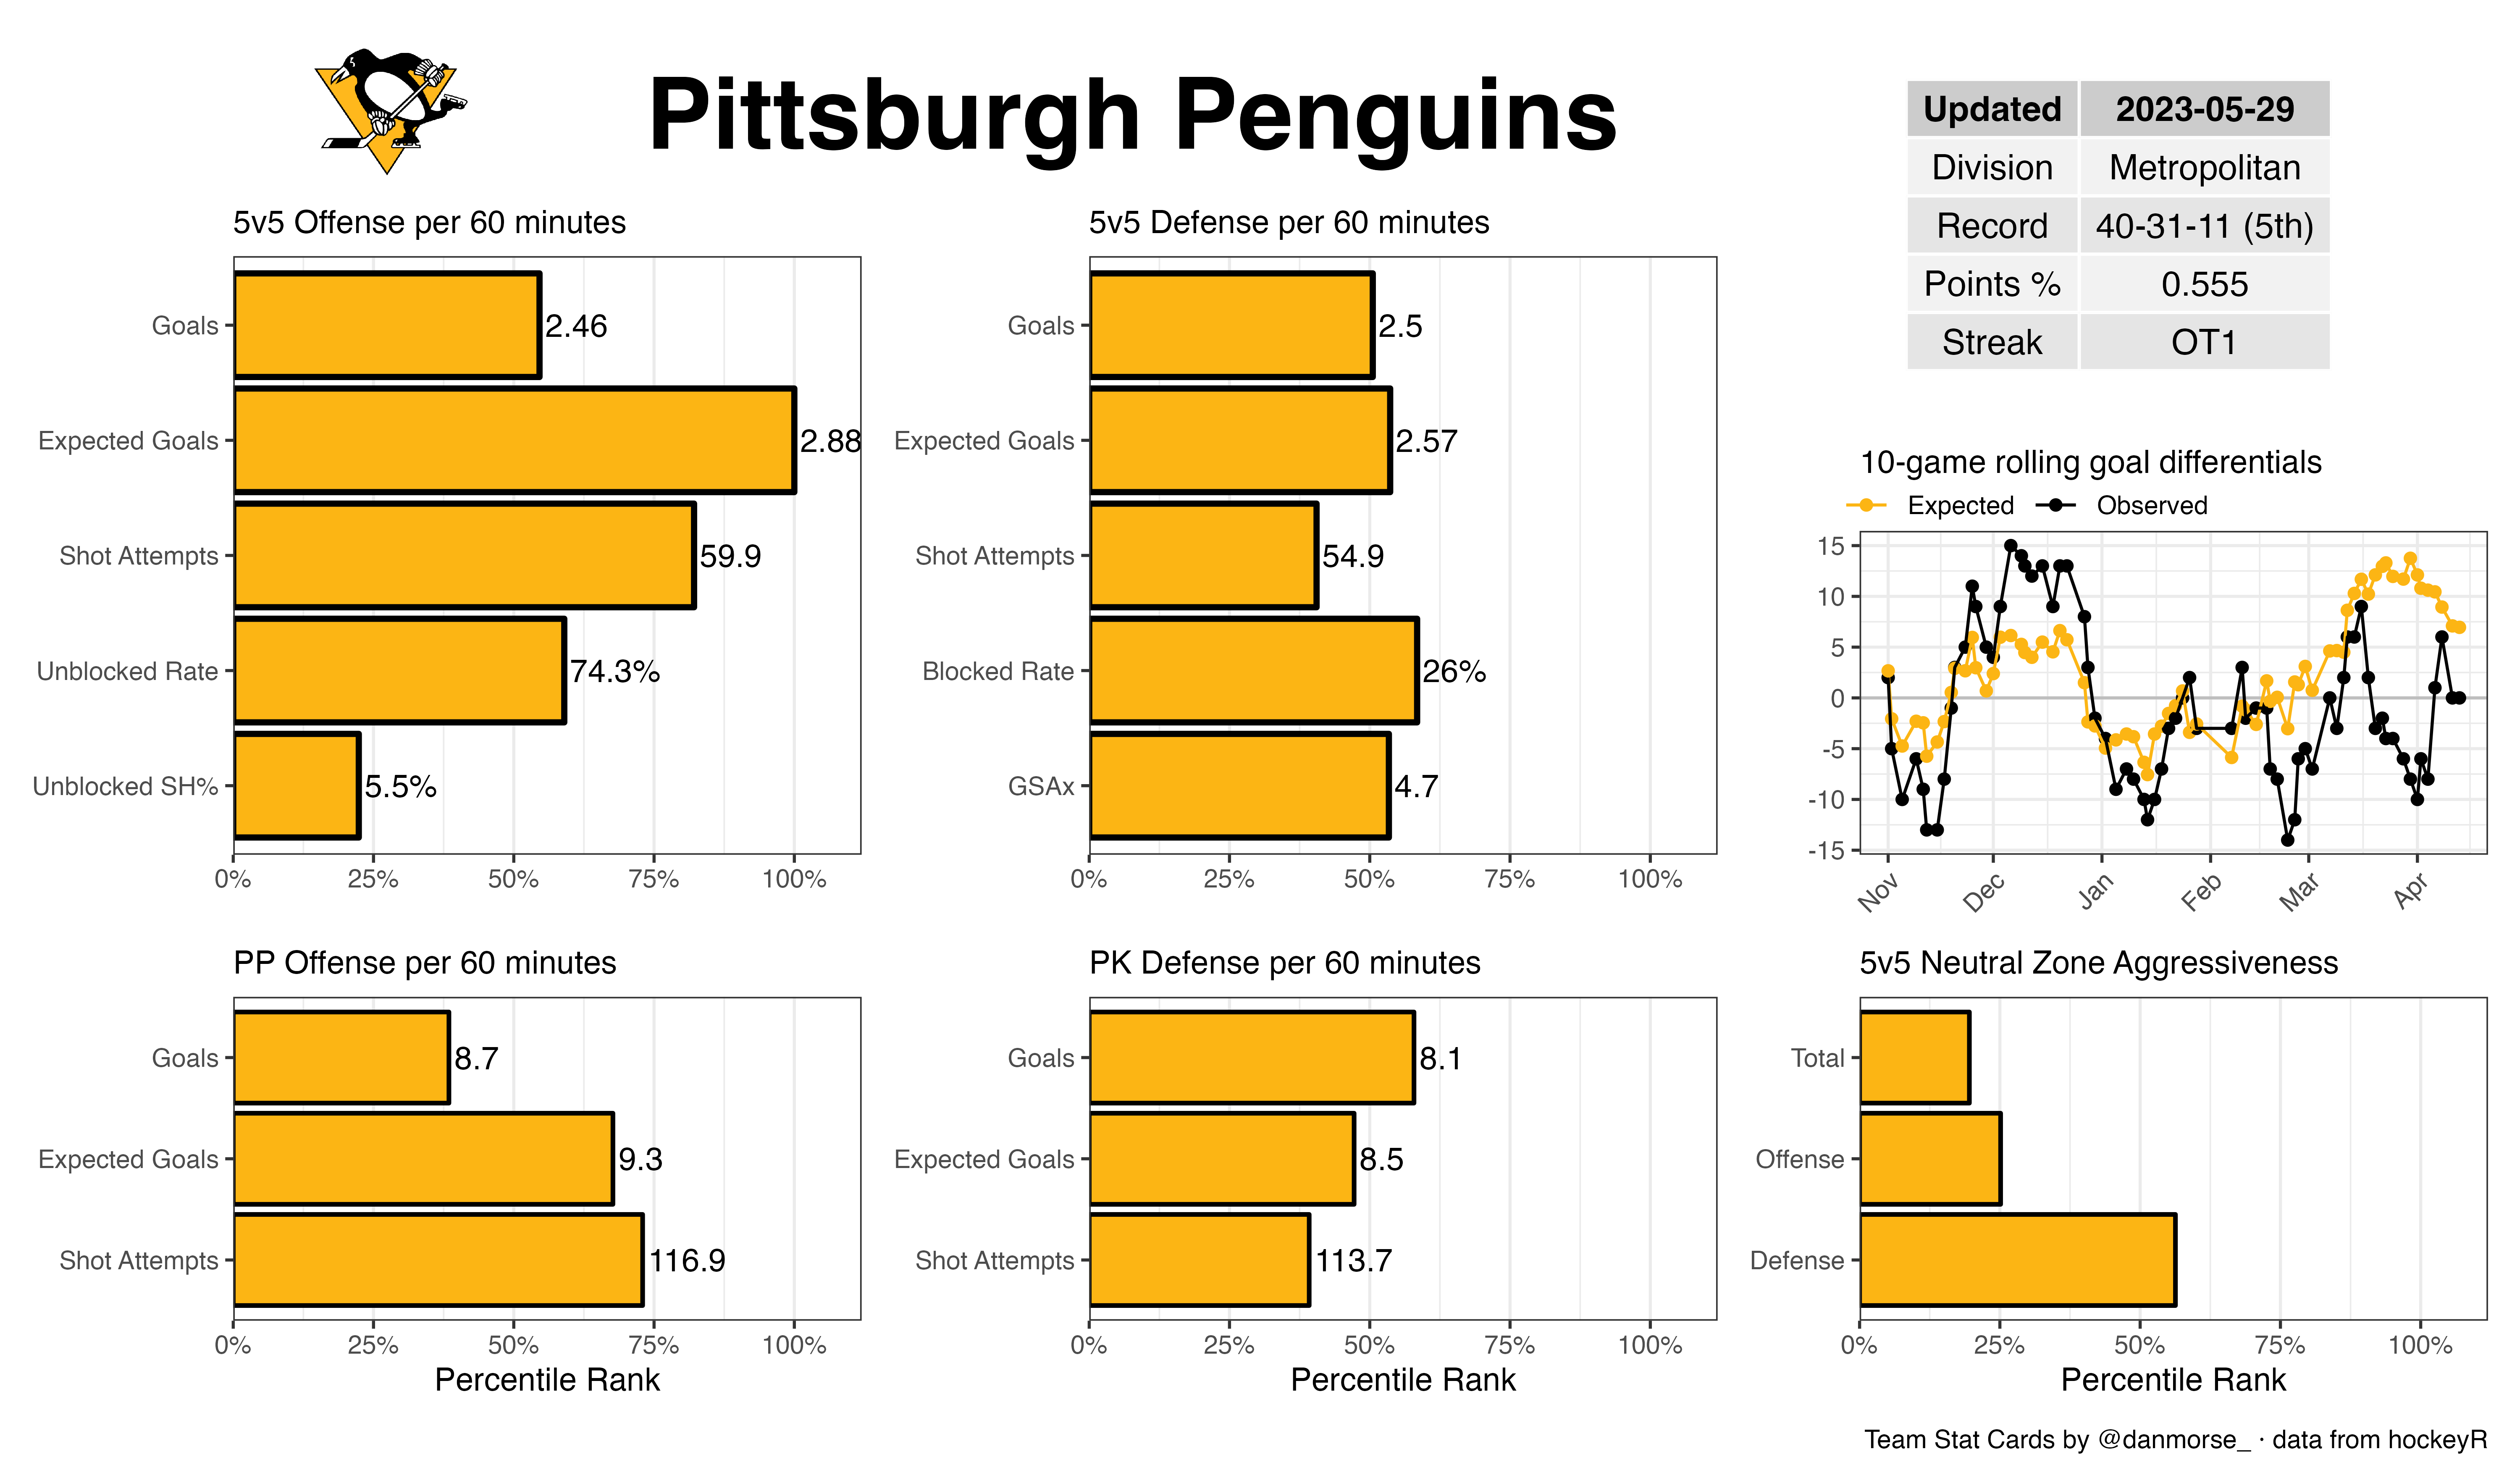 Pittsburgh Penguins
Updated 2023-05-29
Division Metropolitan
Record 40-31-11 (5th)
Points % 0.555
Streak OT1
5v5 Offense per 60 minutes
Goals 2.46
Expected Goals 2.88
Shot Attempts 59.9
Unblocked Rate 74.3%
Unblocked SH% 5.5%
0% 25% 50% 75% 100%
5v5 Defense per 60 minutes
Goals 2.5
Expected Goals 2.57
Shot Attempts 54.9
Blocked Rate 26%
GSAx 4.7
0% 25% 50% 75% 100%
10-game rolling goal differentials
Expected Observed
15
10
5
0
-5
-10
-15
Nov Dec Jan Feb Mar Apr
PP Offense per 60 minutes
Goals 8.7
Expected Goals 9.3
Shot Attempts 116.9
0% 25% 50% 75% 100%
Percentile Rank
PK Defense per 60 minutes
Goals 8.1
Expected Goals 8.5
Shot Attempts 113.7
0% 25% 50% 75% 100%
Percentile Rank
5v5 Neutral Zone Aggressiveness
Total
Offense
Defense
0% 25% 50% 75% 100%
Percentile Rank
Team Stat Cards by @danmorse_ · data from hockeyR